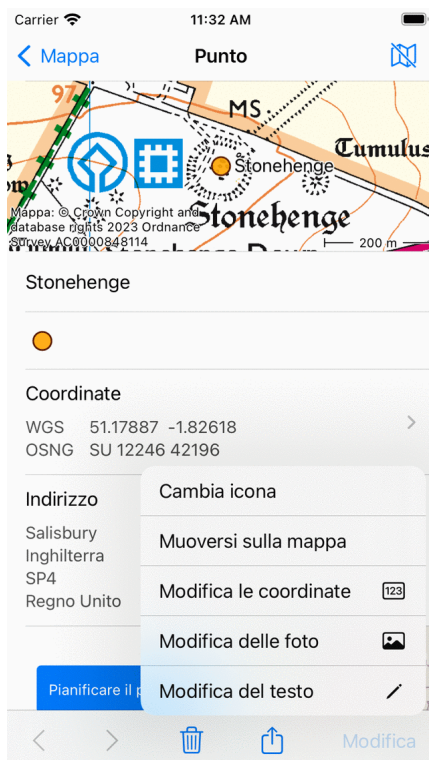 Carrier 11:32 AM
Mappa Punto
97
MS
Stonehenge
Tumulus
Stonehenge
Mappa: © Crown Copyright and
database rights 2023 Ordnance
Survey AC0000848114
200 m
Stonehenge
Coordinate
WGS 51.17887 -1.82618
OSNG SU 12246 42196
Indirizzo
Salisbury
Inghilterra
SP4
Regno Unito
Cambia icona
Muoversi sulla mappa
Modifica le coordinate 123
Modifica delle foto
Modifica del testo
Pianificare il
Modifica